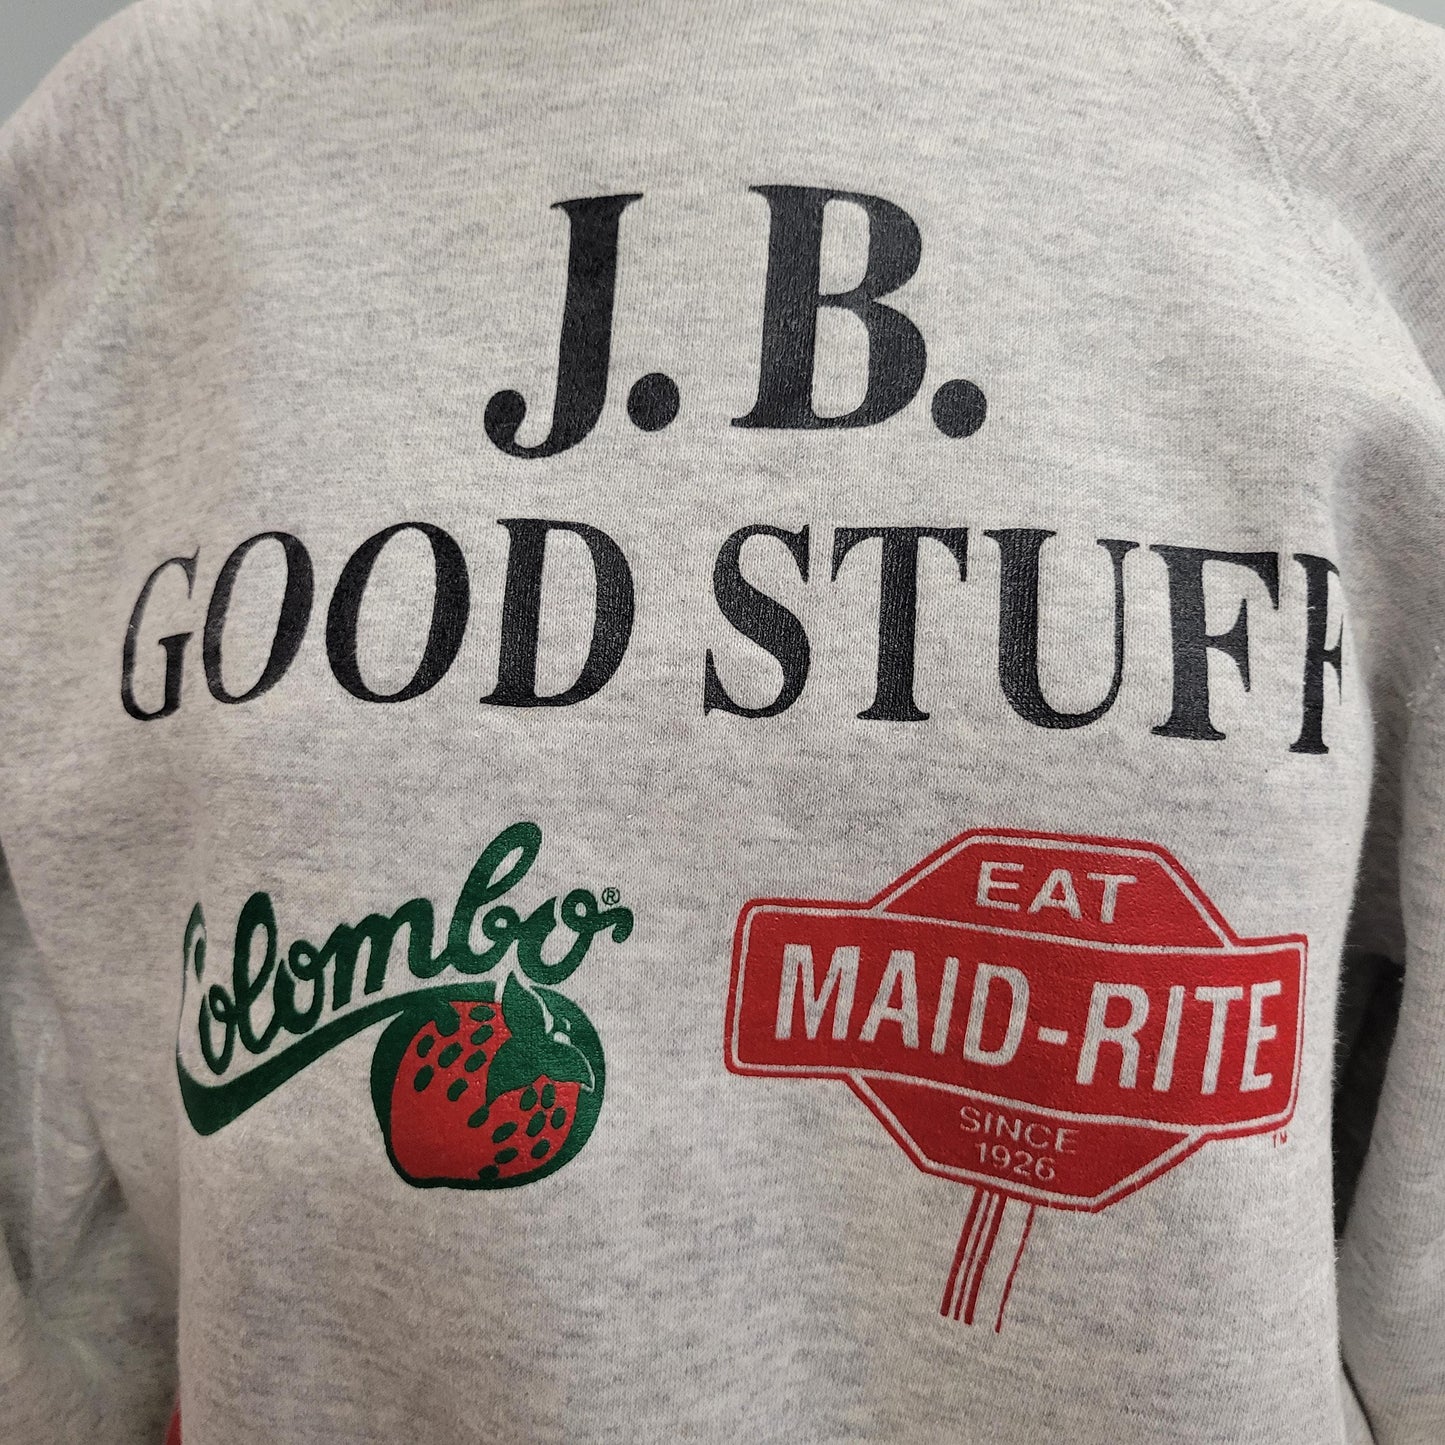 J. B.
GOOD STUFF
Colombo®
EAT
MAID-RITE
SINCE
1926
TM